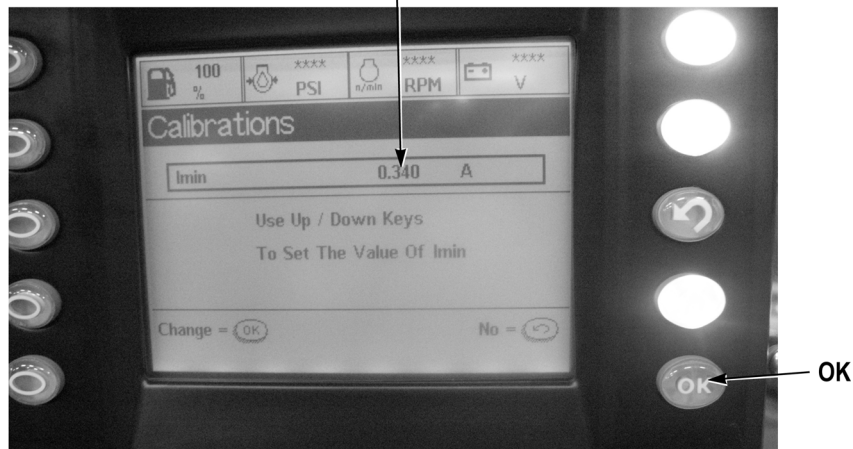 100
%
****
PSI
n/min
****
RPM
****
V
Calibrations
Imin 0.340 A
Use Up / Down Keys
To Set The Value Of Imin
Change = OK
No =
OK
OK